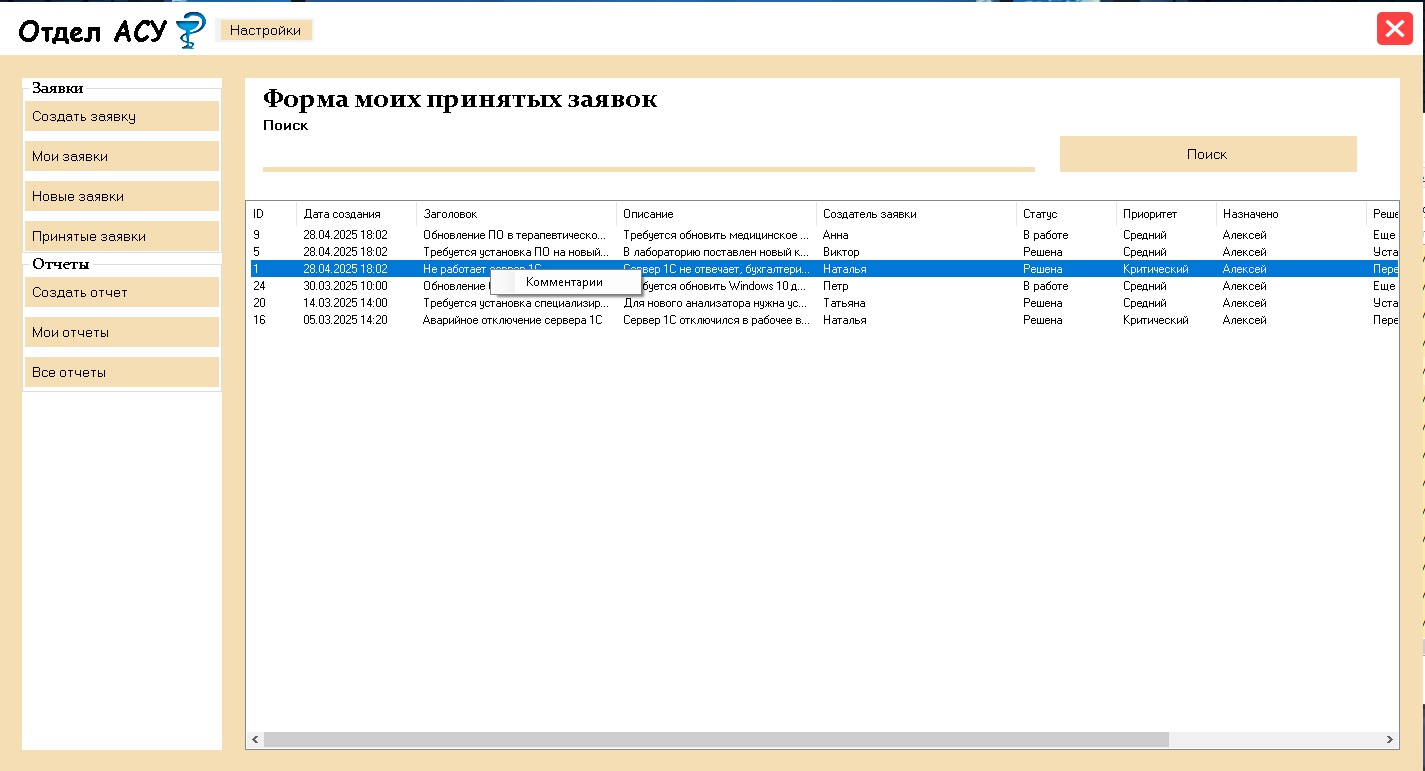 Отдел АСУ
Настройки
Заявки
Создать заявку
Мои заявки
Новые заявки
Принятые заявки
Отчеты
Создать отчет
Мои отчеты
Все отчеты
Форма моих принятых заявок
Поиск
Поиск
ID Дата создания Заголовок Описание Создатель заявки Статус Приоритет Назначено Реше
9 28.04.2025 18:02 Обновление ПО в терапевтическо... Требуется обновить медицинское ... Анна В работе Средний Алексей Еще
5 28.04.2025 18:02 Требуется установка ПО на новый... В лабораторию поставлен новый к... Виктор Решена Средний Алексей Уста
1 28.04.2025 18:02 Не работает сервер 1С Сервер 1С не отвечает, бухгалтери... Наталья Решена Критический Алексей Пере
Комментарии
24 30.03.2025 10:00 Обновление буется обновить Windows 10 д... Петр В работе Средний Алексей Еще
20 14.03.2025 14:00 Требуется установка специализир... Для нового анализатора нужна ус... Татьяна Решена Средний Алексей Уста
16 05.03.2025 14:20 Аварийное отключение сервера 1С Сервер 1С отключился в рабочее в... Наталья Решена Критический Алексей Пере